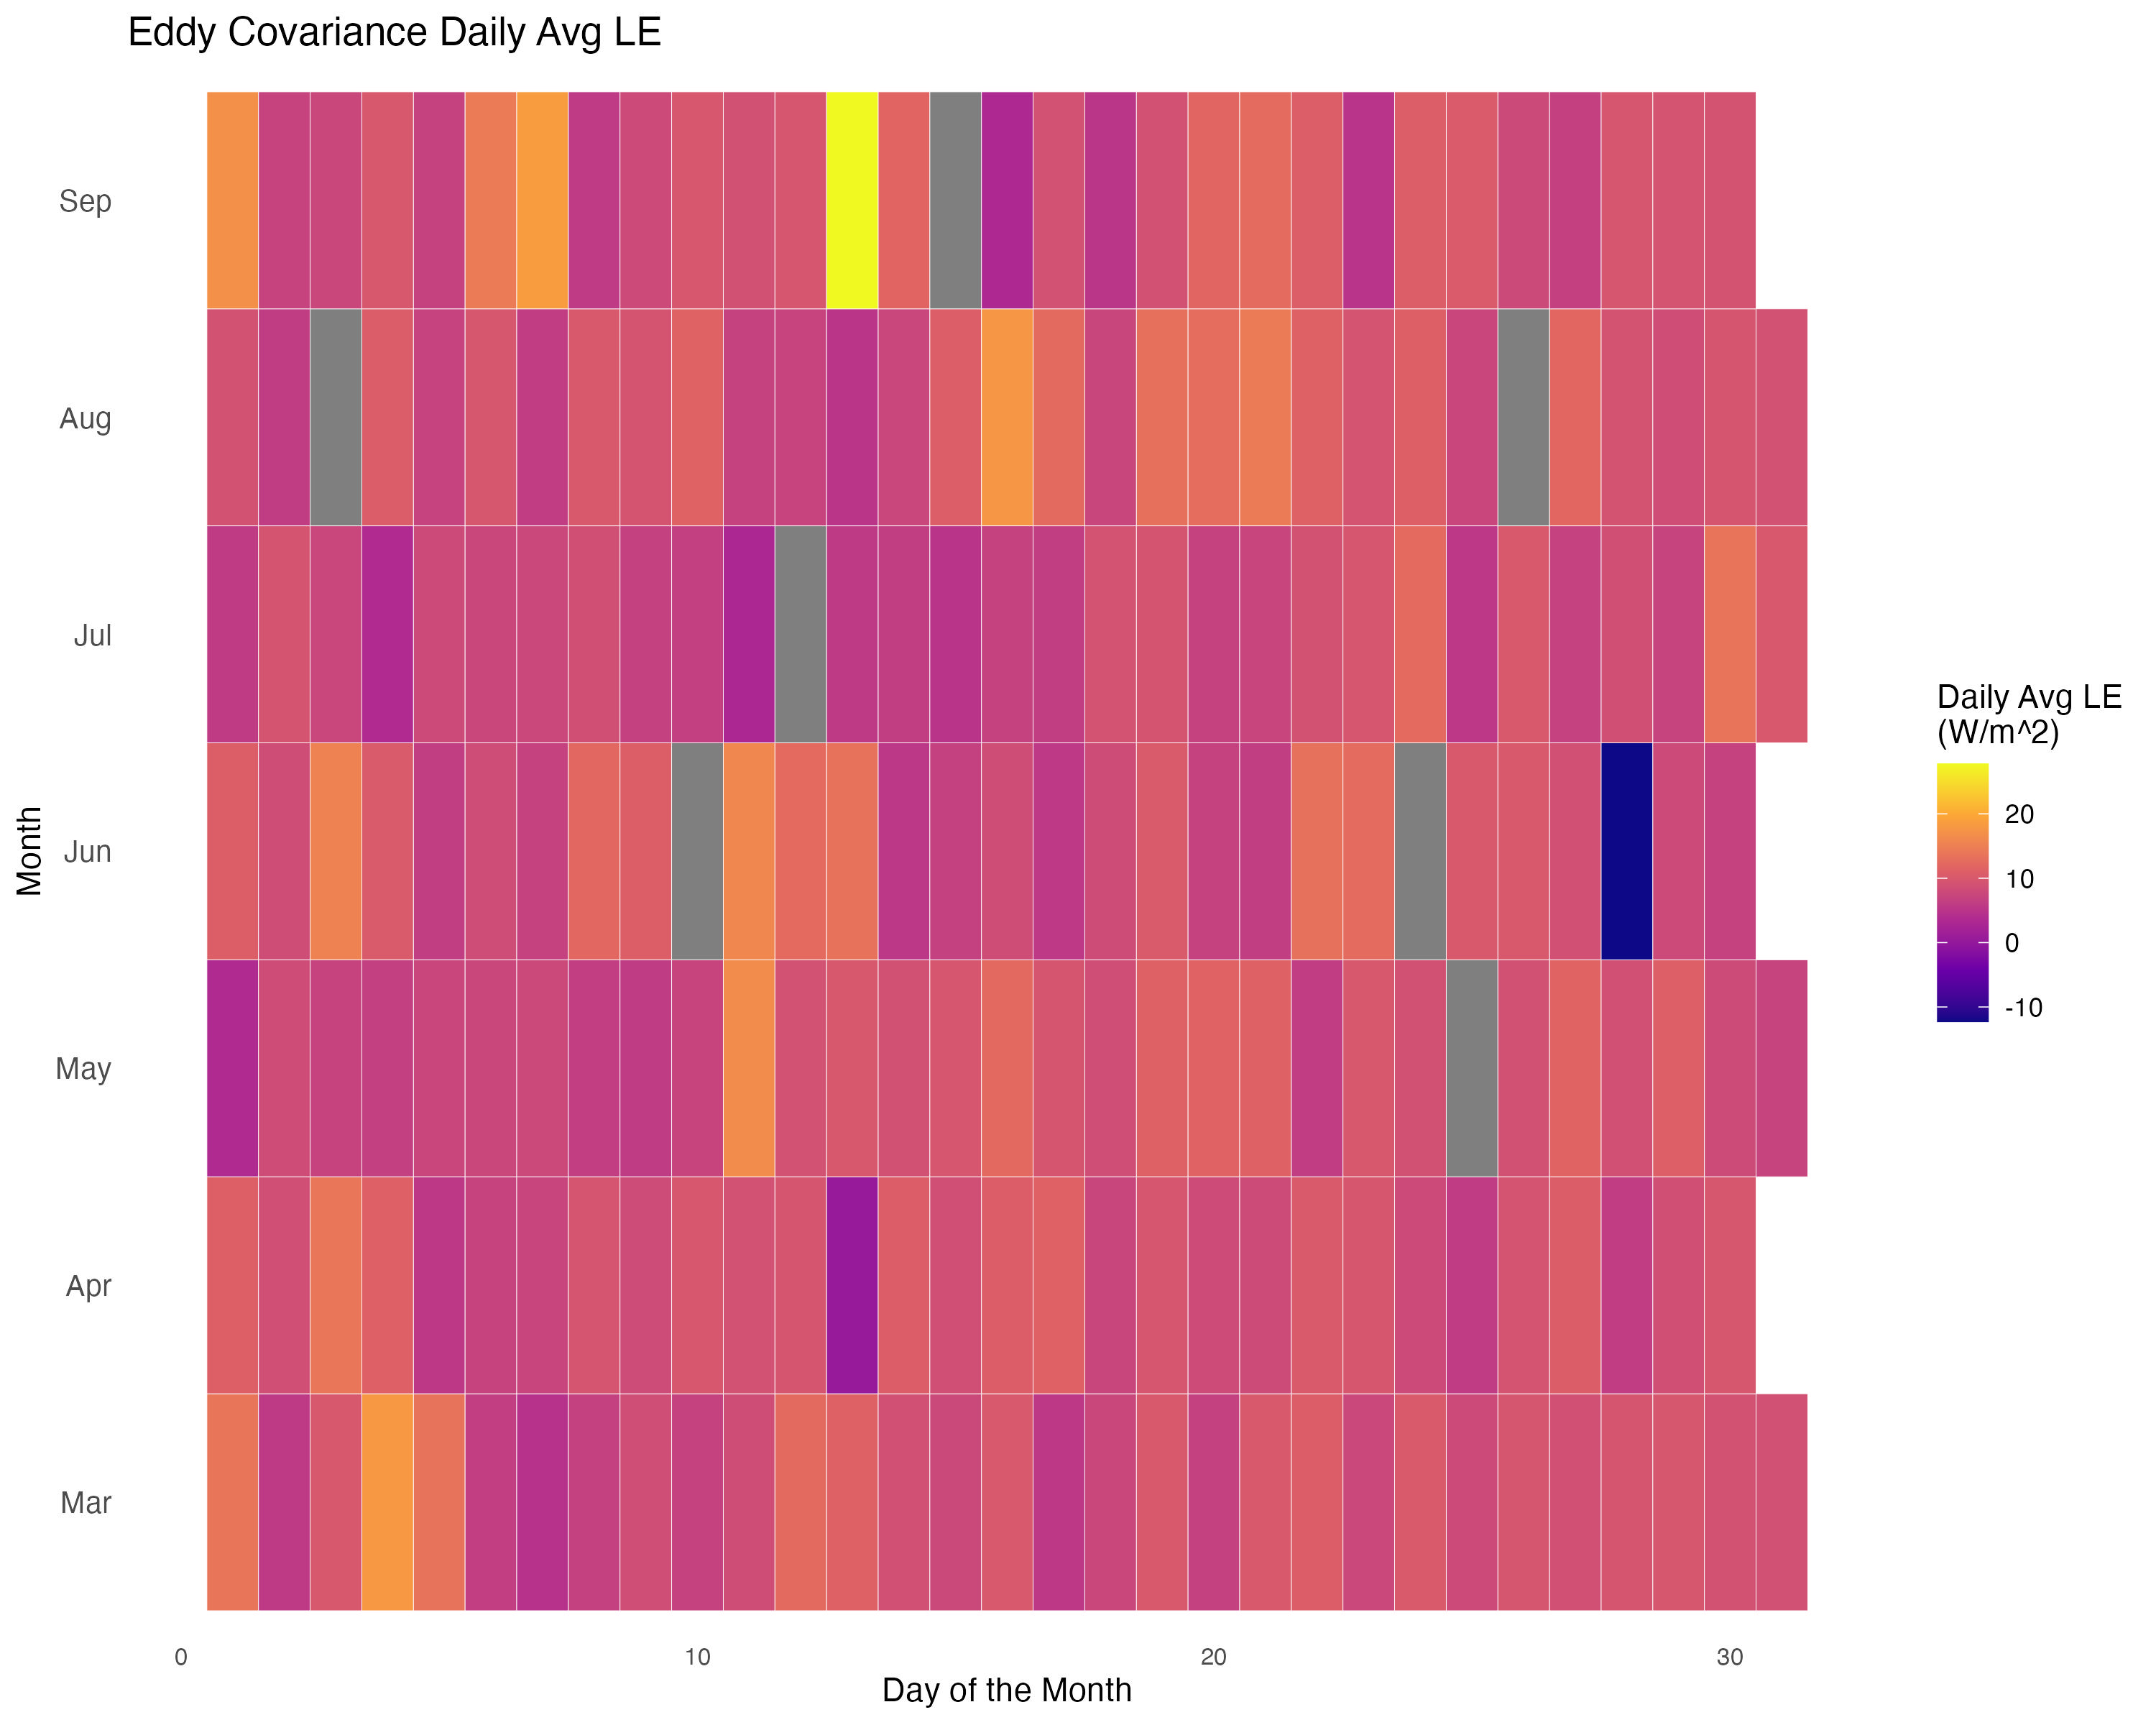 Eddy Covariance Daily Avg LE
Sep
Aug
Jul
Jun
May
Apr
Mar
Month
0 10 20 30
Day of the Month
Daily Avg LE
(W/m^2)
20
10
0
-10